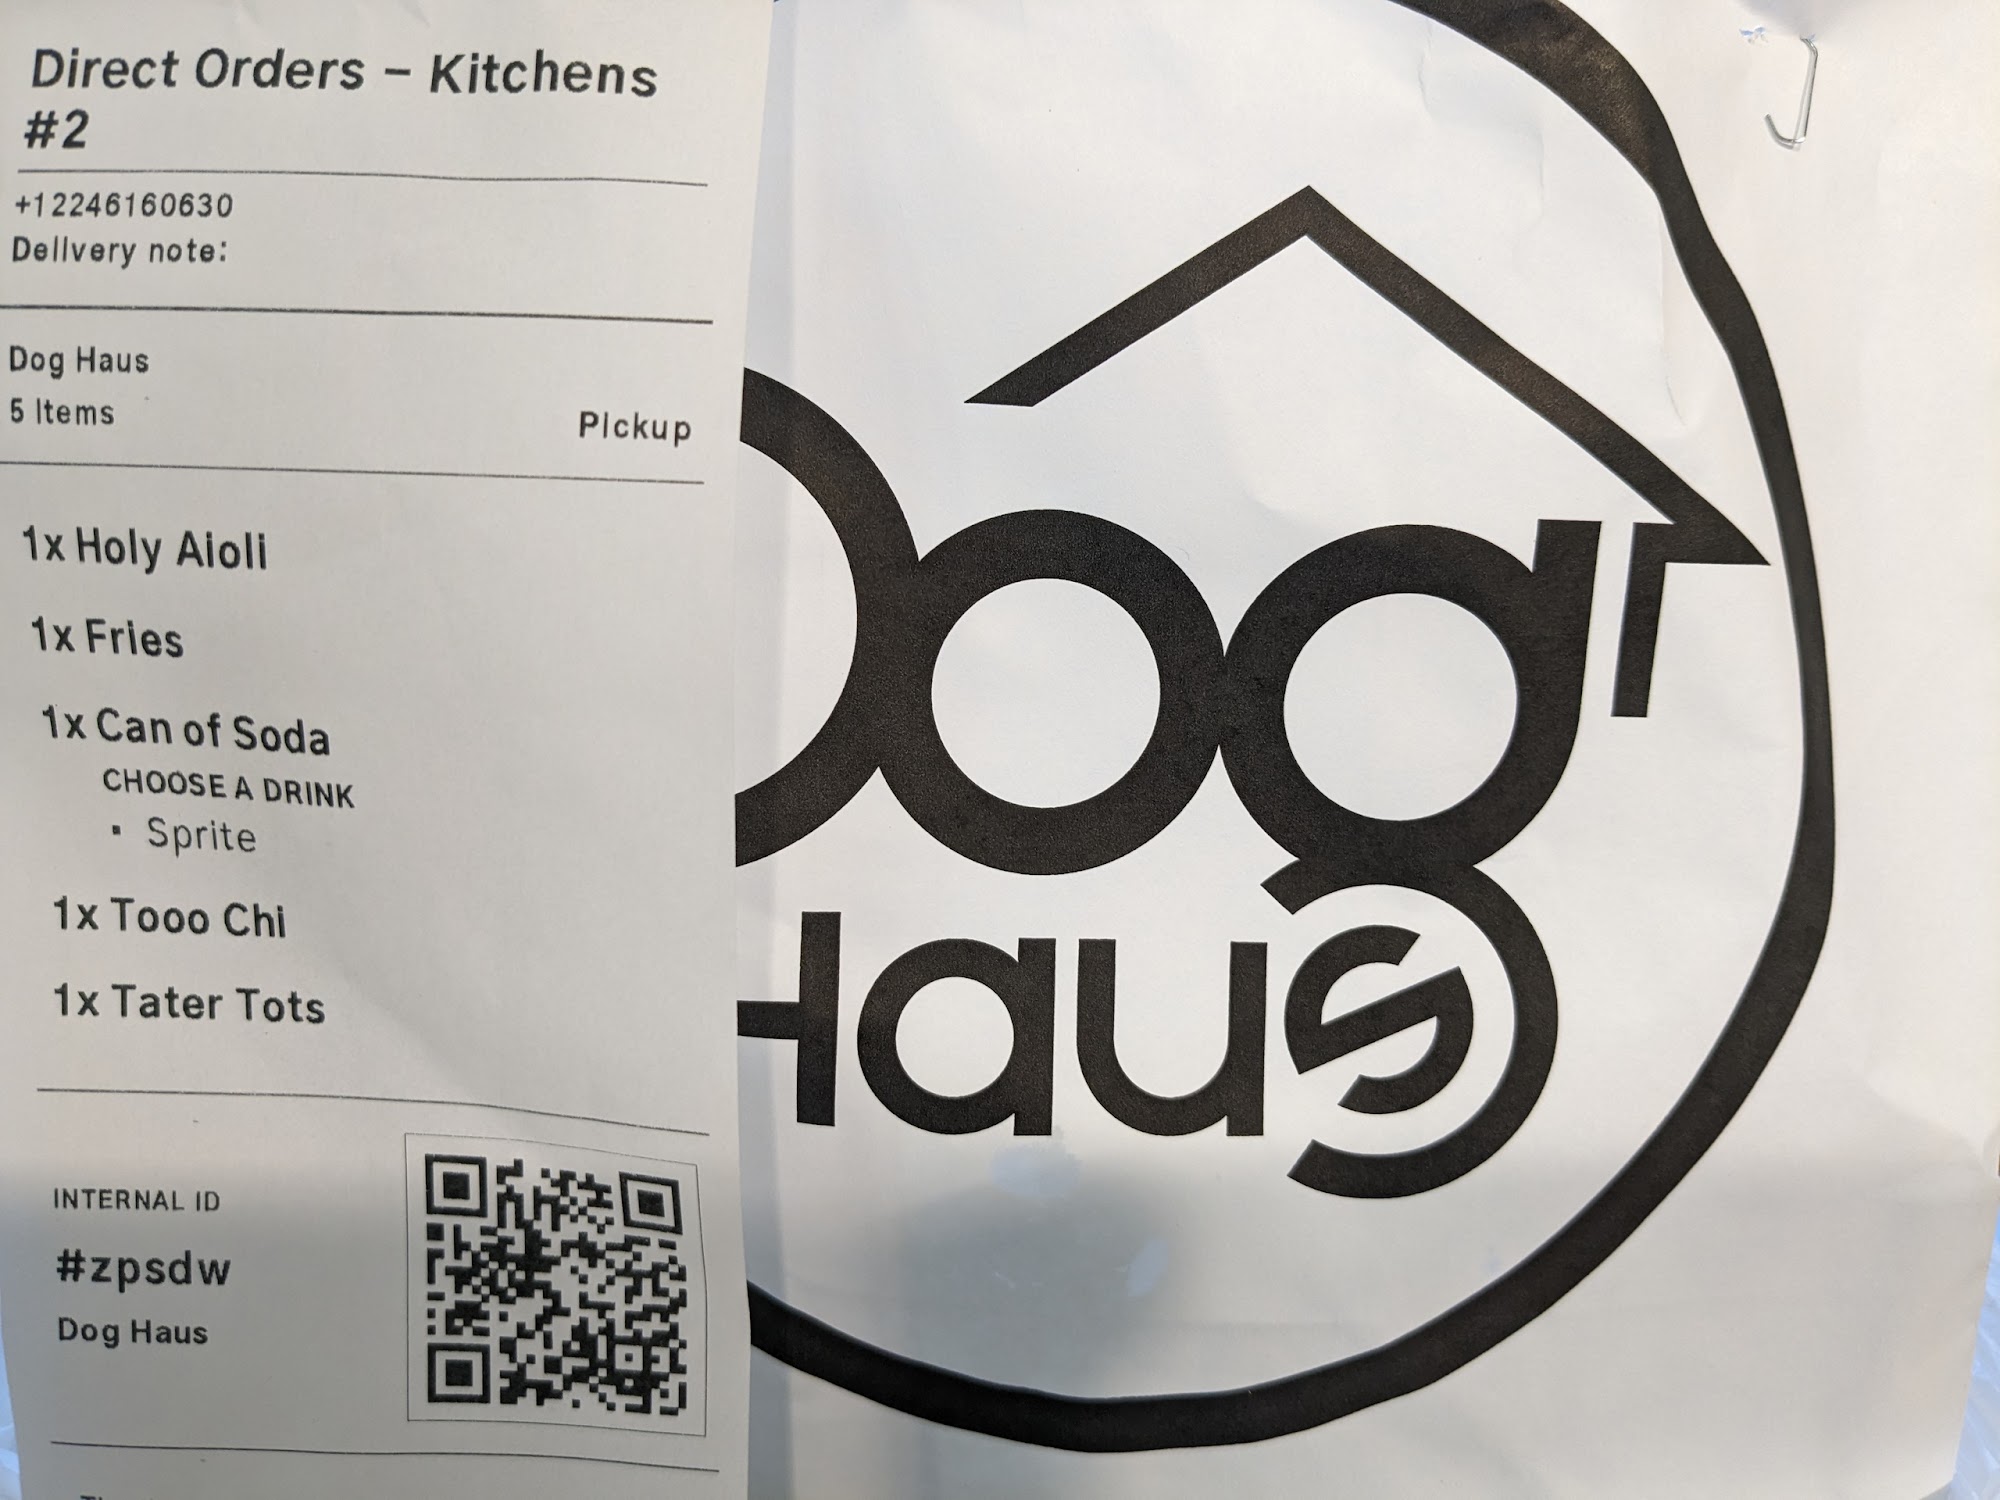 Direct Orders - Kitchens
#2
+12246160630
Delivery note:
Dog Haus
5 Items
Pickup
1x Holy Aioli
1x Fries
1x Can of Soda
CHOOSE A DRINK
▪ Sprite
1x Tooo Chi
1x Tater Tots
INTERNAL ID
#zpsdw
Dog Haus
Dog
Haus